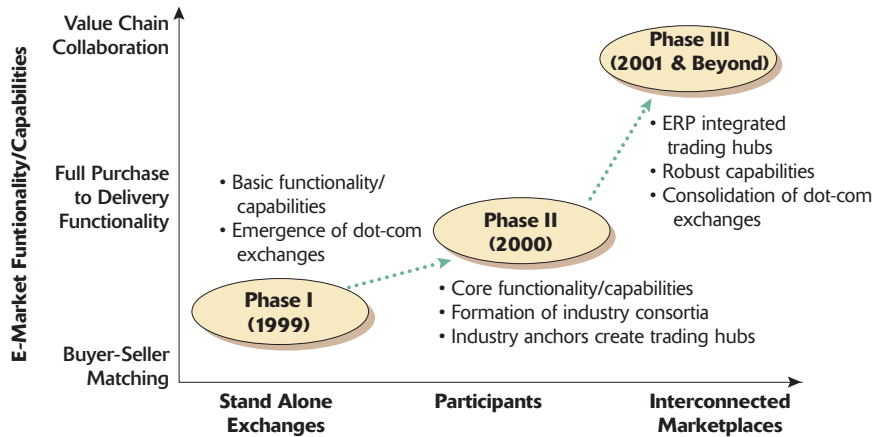 E-Market Funtionality/Capabilities
Value Chain
Collaboration
Full Purchase
to Delivery
Functionality
Buyer-Seller
Matching
• Basic functionality/
capabilities
• Emergence of dot-com
exchanges
Phase I
(1999)
Phase II
(2000)
• Core functionality/capabilities
• Formation of industry consortia
• Industry anchors create trading hubs
Phase III
(2001 & Beyond)
• ERP integrated
trading hubs
• Robust capabilities
• Consolidation of dot-com
exchanges
Stand Alone
Exchanges
Participants
Interconnected
Marketplaces